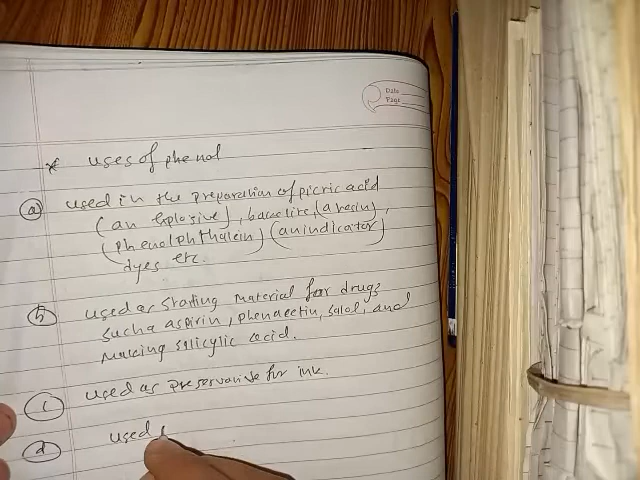 Date
Page
* uses of phenol
(a) used in the preparation of picric acid
(an explosive), bacelite, (a resin),
(phenolphthalein) (an indicator)
dyes etc.
(b) used as starting material for drugs
such a aspirin, phenacetin, salol, and
making salicylic acid.
(c) used as preservative for ink.
(d) used